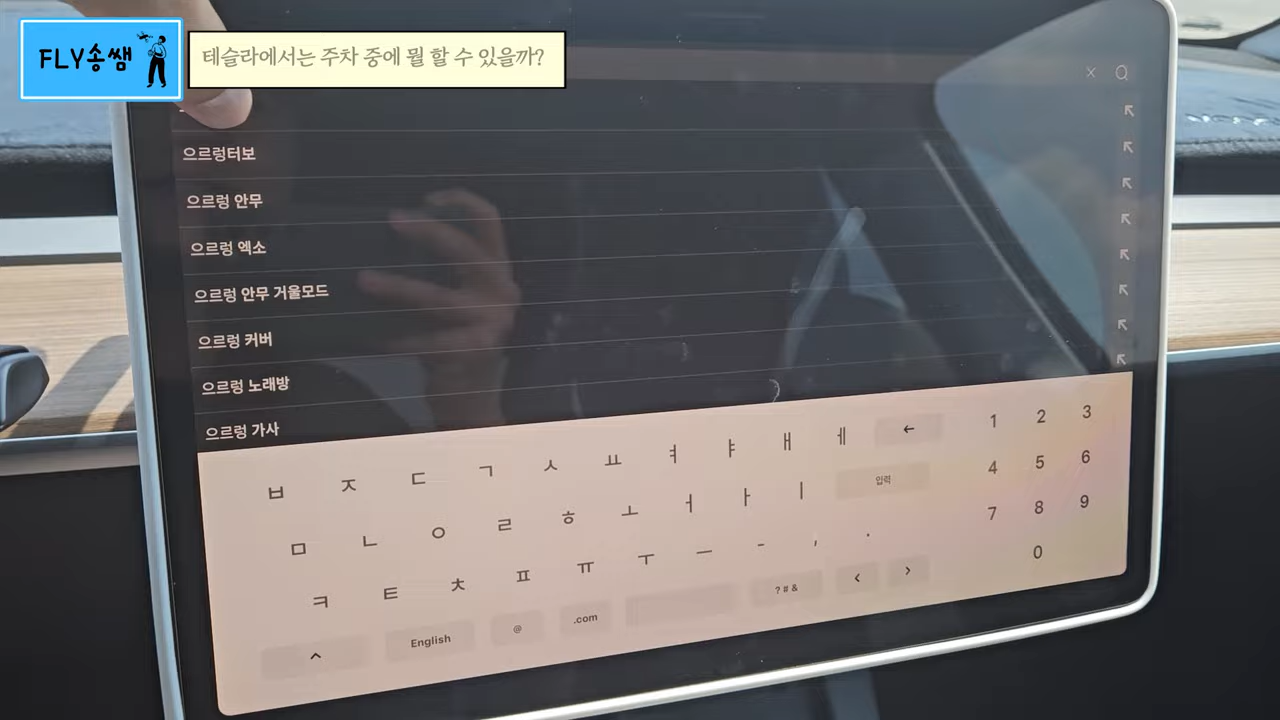 FLY송쌤
테슬라에서는 주차 중에 뭘 할 수 있을까?
으르렁터보
으르렁 안무
으르렁 엑소
으르렁 안무 거울모드
으르렁 커버
으르렁 노래방
으르렁 가사
ㅂ ㅈ ㄷ ㄱ ㅅ ㅛ ㅕ ㅑ ㅐ ㅔ ← 1 2 3
ㅁ ㄴ ㅇ ㄹ ㅎ ㅗ ㅓ ㅏ ㅣ 입력 4 5 6
ㅋ ㅌ ㅊ ㅍ ㅠ ㅜ ㅡ - , . 7 8 9
^ English @ .com ? # & < > 0